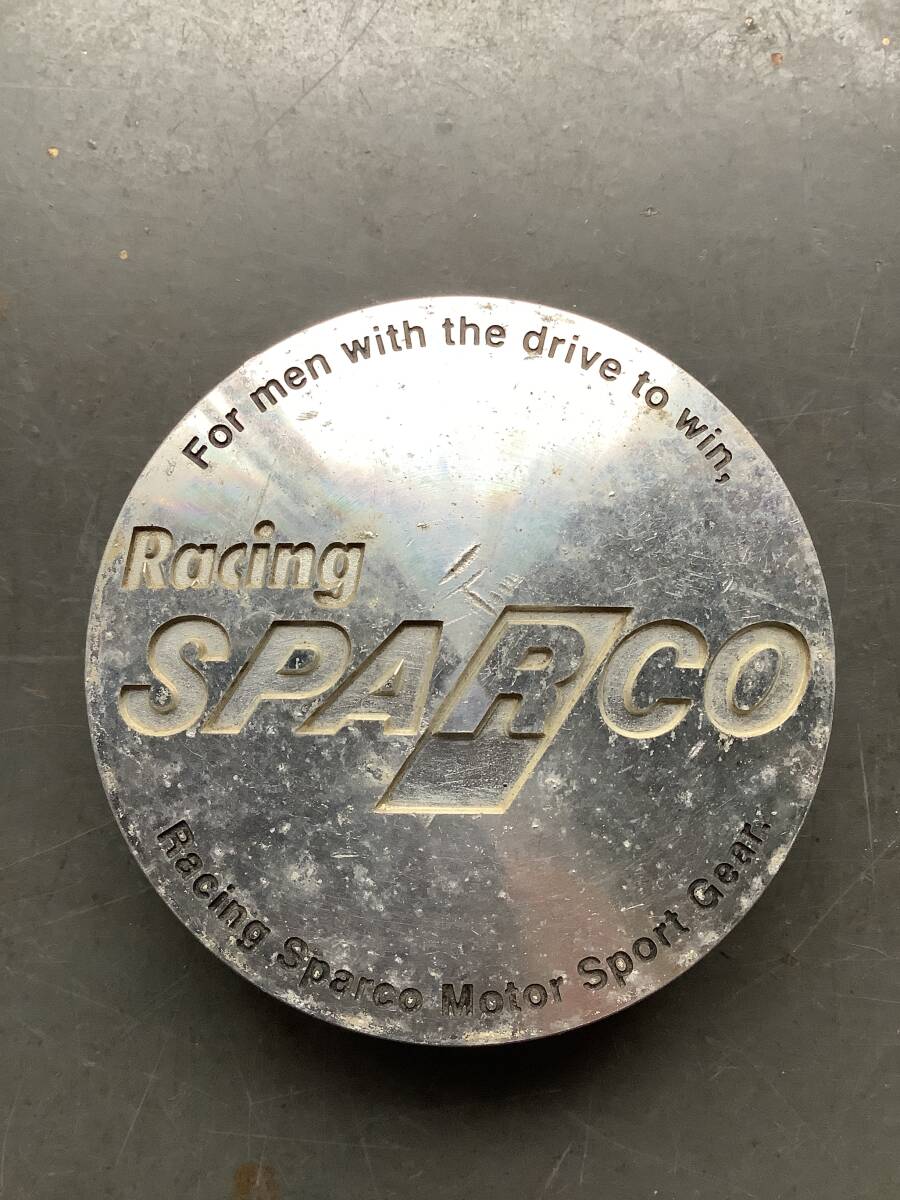 For men with the drive to win,
Racing
SPARCO
Racing Sparco Motor Sport Gear.